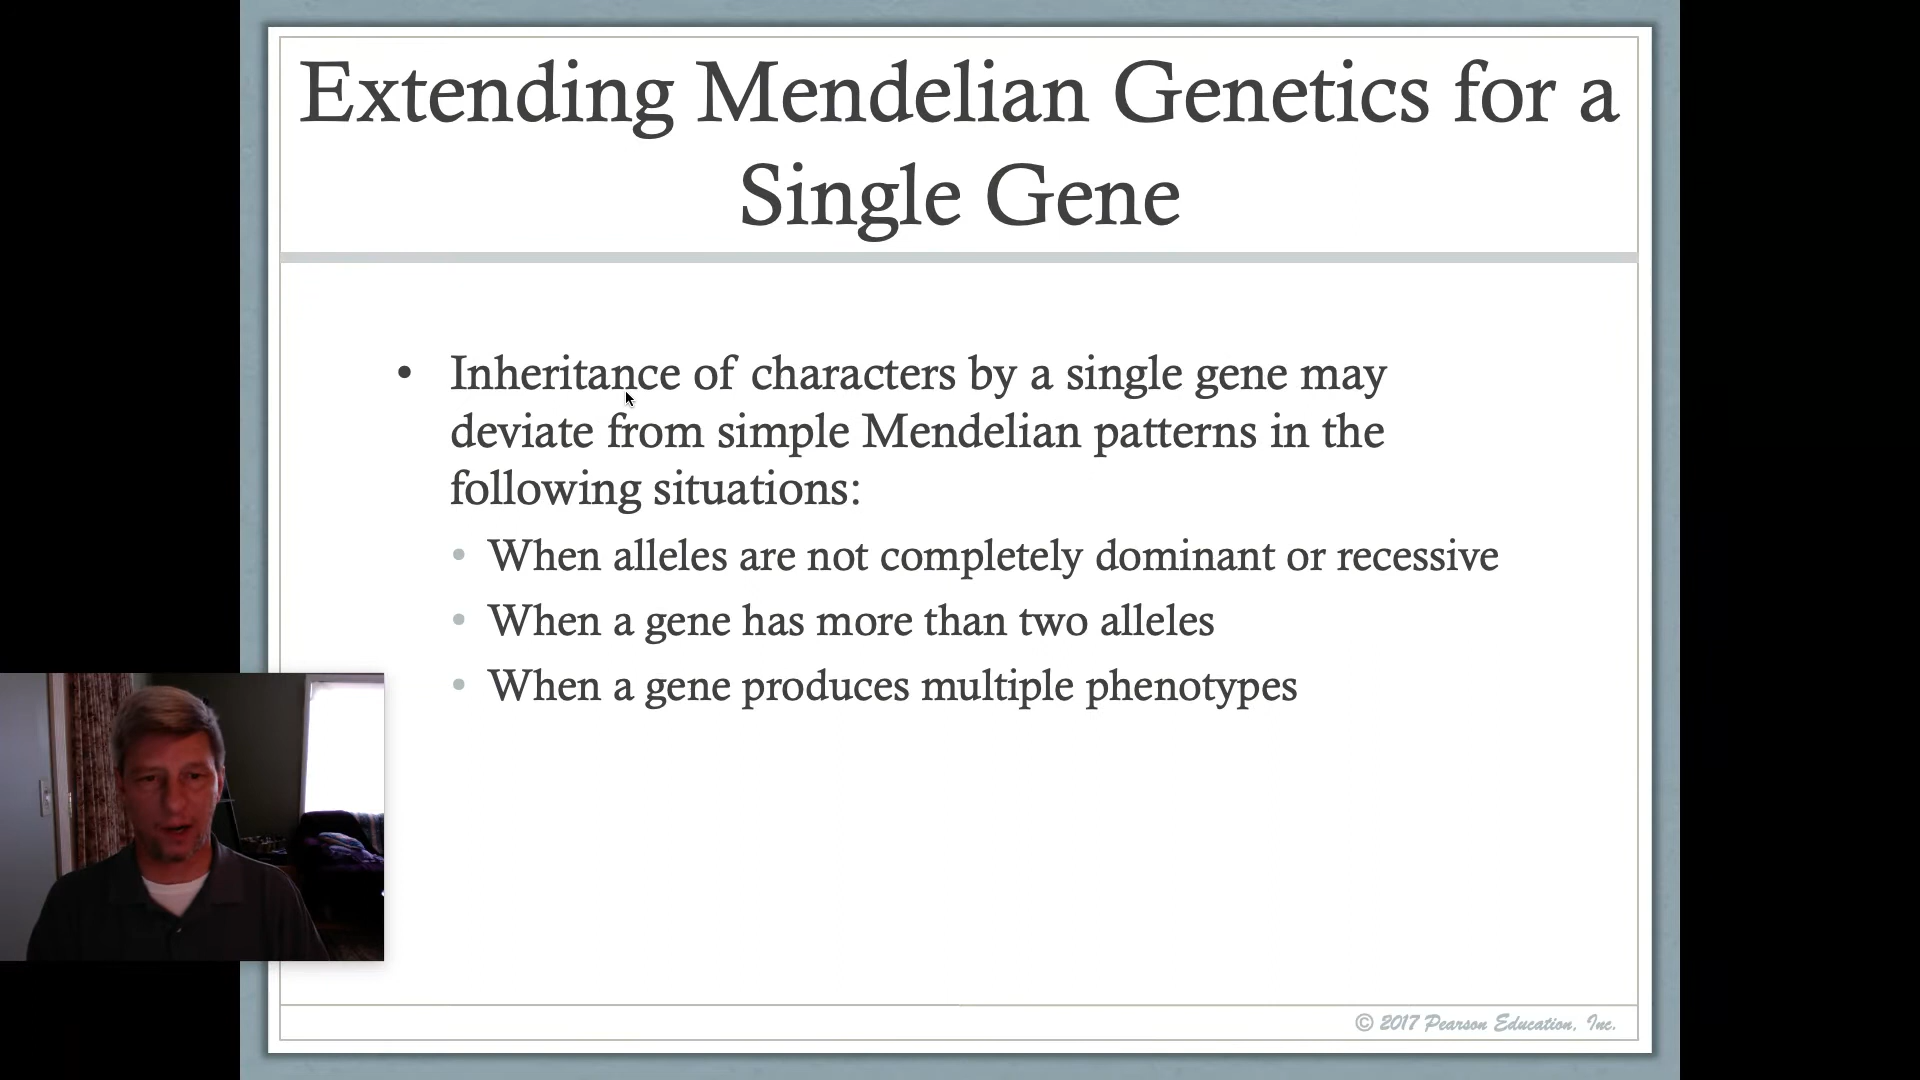 Extending Mendelian Genetics for a
Single Gene
• Inheritance of characters by a single gene may
deviate from simple Mendelian patterns in the
following situations:
• When alleles are not completely dominant or recessive
• When a gene has more than two alleles
• When a gene produces multiple phenotypes
© 2017 Pearson Education, Inc.